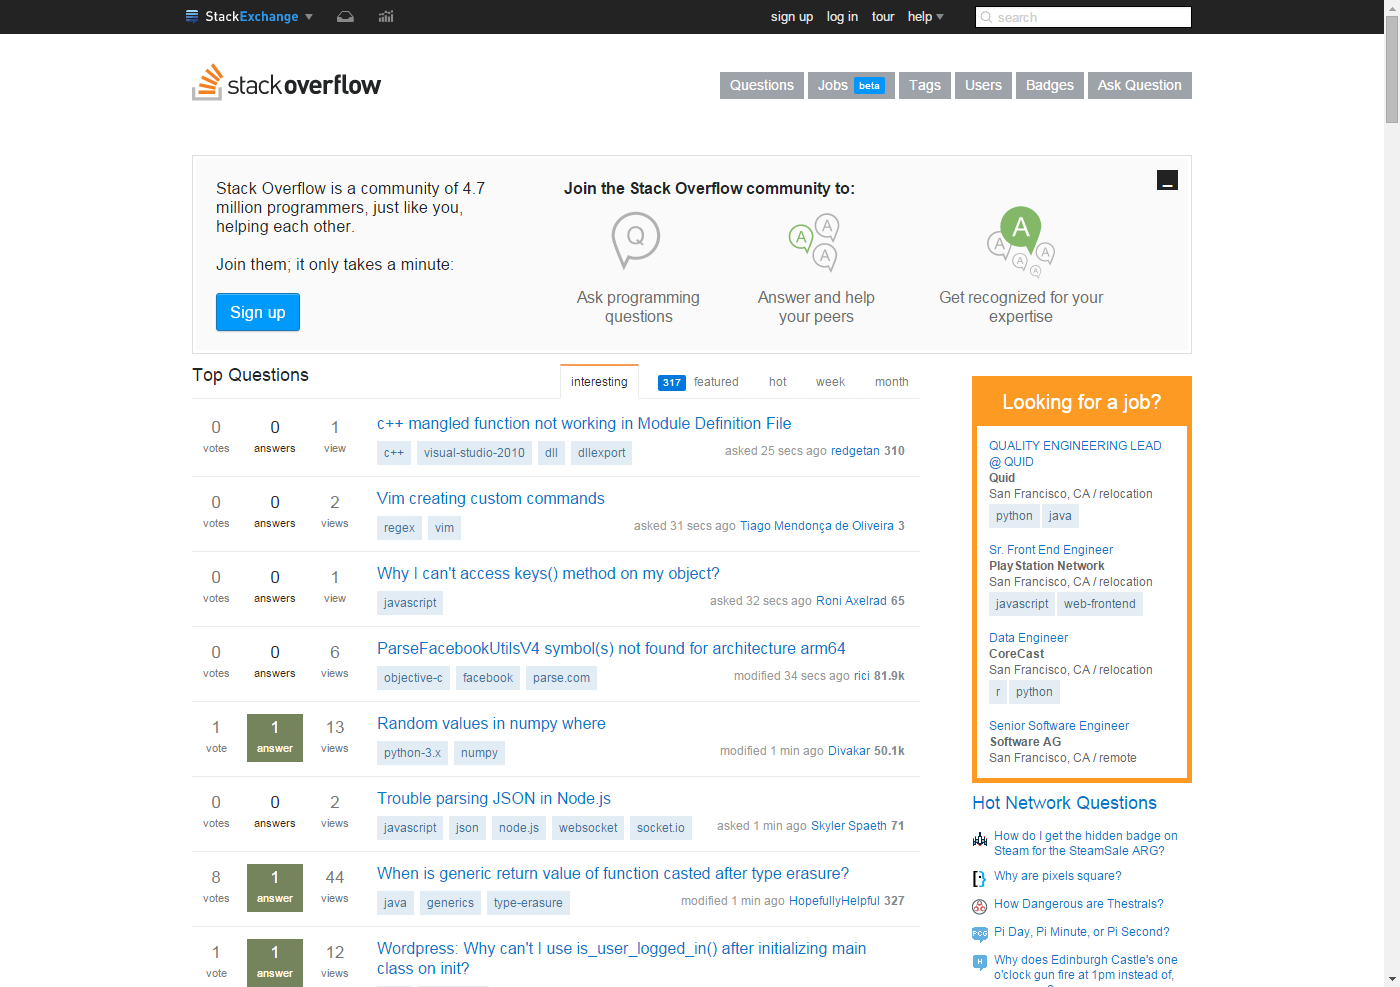 StackExchange
sign up log in tour help
search
stackoverflow
Questions Jobs beta Tags Users Badges Ask Question
Stack Overflow is a community of 4.7
million programmers, just like you,
helping each other.
Join them; it only takes a minute:
Sign up
Join the Stack Overflow community to:
Q
A A A
A A A A A
Ask programming
questions
Answer and help
your peers
Get recognized for your
expertise
Top Questions
interesting 317 featured hot week month
0 votes 0 answers 1 view
c++ mangled function not working in Module Definition File
c++ visual-studio-2010 dll dllexport
asked 25 secs ago redgetan 310
0 votes 0 answers 2 views
Vim creating custom commands
regex vim
asked 31 secs ago Tiago Mendonça de Oliveira 3
0 votes 0 answers 1 view
Why I can't access keys() method on my object?
javascript
asked 32 secs ago Roni Axelrad 65
0 votes 0 answers 6 views
ParseFacebookUtilsV4 symbol(s) not found for architecture arm64
objective-c facebook parse.com
modified 34 secs ago rici 81.9k
1 vote 1 answer 13 views
Random values in numpy where
python-3.x numpy
modified 1 min ago Divakar 50.1k
0 votes 0 answers 2 views
Trouble parsing JSON in Node.js
javascript json node.js websocket socket.io
asked 1 min ago Skyler Spaeth 71
8 votes 1 answer 44 views
When is generic return value of function casted after type erasure?
java generics type-erasure
modified 1 min ago HopefullyHelpful 327
1 vote 1 answer 12 views
Wordpress: Why can't I use is_user_logged_in() after initializing main
class on init?
Looking for a job?
QUALITY ENGINEERING LEAD
@ QUID
Quid
San Francisco, CA / relocation
python java
Sr. Front End Engineer
PlayStation Network
San Francisco, CA / relocation
javascript web-frontend
Data Engineer
CoreCast
San Francisco, CA / relocation
r python
Senior Software Engineer
Software AG
San Francisco, CA / remote
Hot Network Questions
How do I get the hidden badge on
Steam for the SteamSale ARG?
Why are pixels square?
How Dangerous are Thestrals?
PCG
Pi Day, Pi Minute, or Pi Second?
H
Why does Edinburgh Castle's one
o'clock gun fire at 1pm instead of,